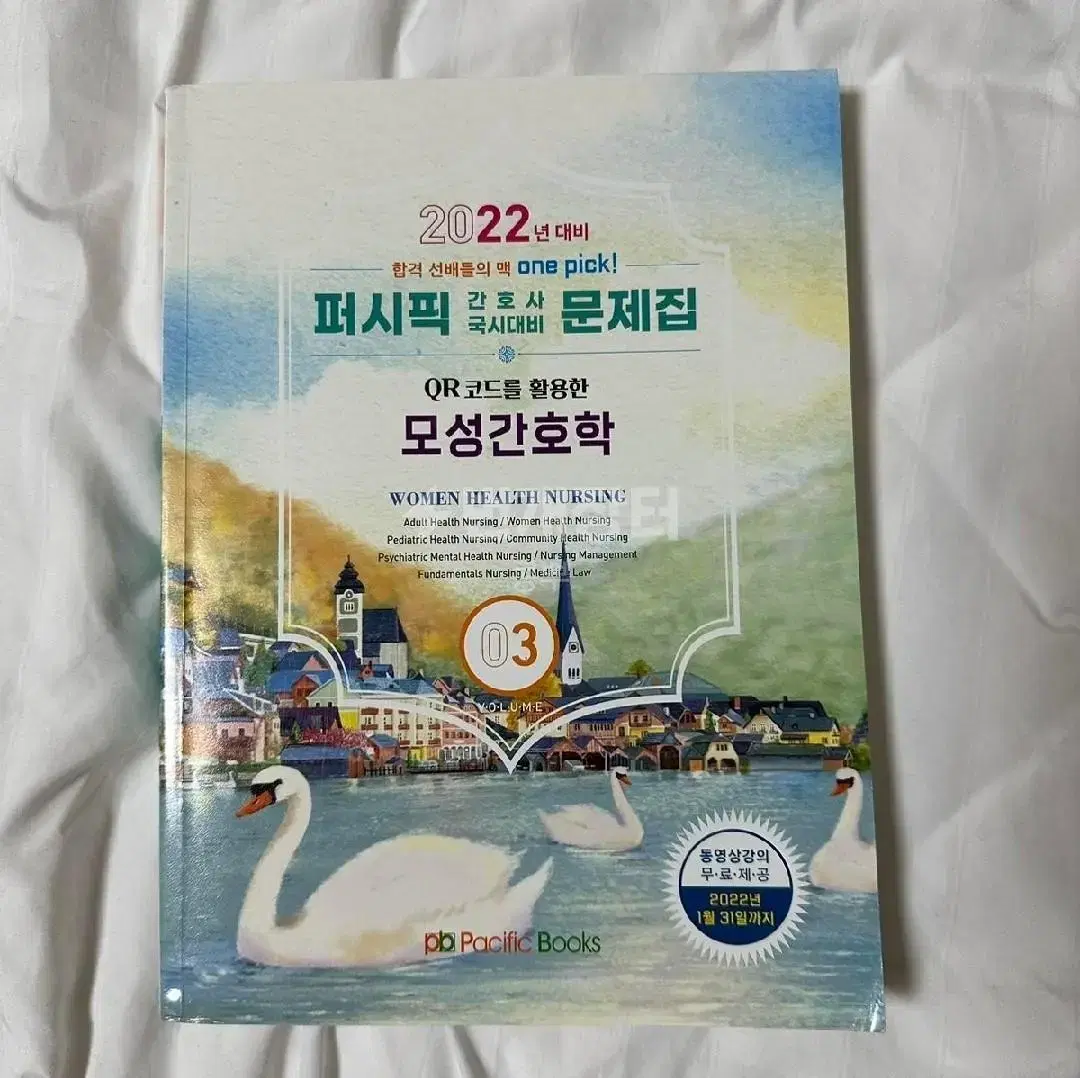 2022년 대비
합격 선배들의 맥 one pick!
퍼시픽 간호사 국시대비 문제집
QR코드를 활용한
모성간호학
WOMEN HEALTH NURSING
Adult Health Nursing / Women Health Nursing
Pediatric Health Nursing / Community Health Nursing
Psychiatric Mental Health Nursing / Nursing Management
Fundamentals Nursing / Medicine Law
03
V·O·L·U·M·E
동영상강의
무·료·제·공
2022년
1월 31일까지
pb Pacific Books